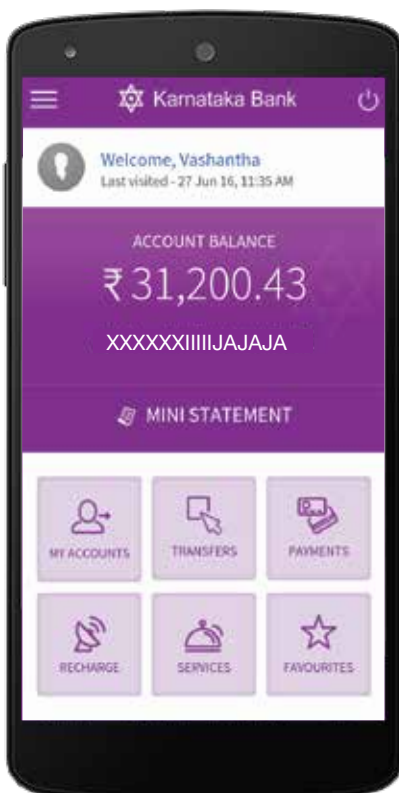 Karnataka Bank
Welcome, Vashantha
Last visited - 27 Jun 16, 11:35 AM
ACCOUNT BALANCE
₹ 31,200.43
XXXXXXIIIIIJAJAJA
MINI STATEMENT
MY ACCOUNTS
TRANSFERS
PAYMENTS
RECHARGE
SERVICES
FAVOURITES